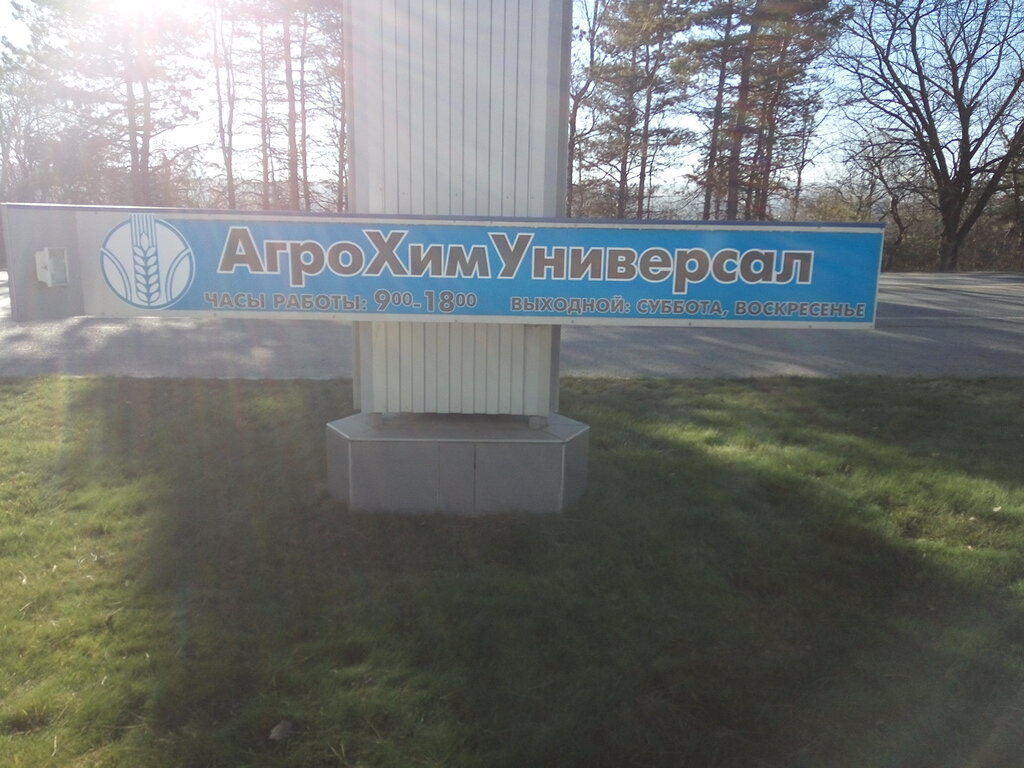 АгроХимУниверсал
ЧАСЫ РАБОТЫ: 9⁰⁰-18⁰⁰ ВЫХОДНОЙ: СУББОТА, ВОСКРЕСЕНЬЕ